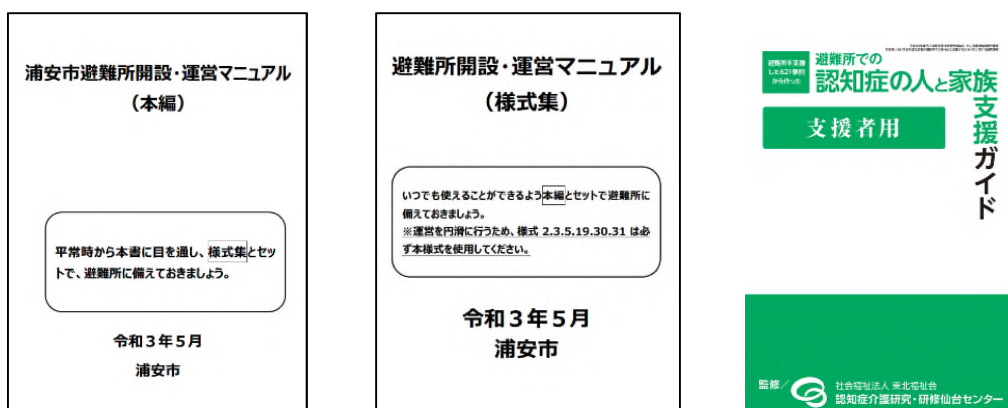 浦安市避難所開設・運営マニュアル
（本編）
平常時から本書に目を通し、様式集とセッ
トで、避難所に備えておきましょう。
令和３年５月
浦安市
避難所開設・運営マニュアル
（様式集）
いつでも使えることができるよう本編とセットで避難所に
備えておきましょう。
※運営を円滑に行うため、様式 2.3.5.19.30.31 は必
ず本様式を使用してください。
令和３年５月
浦安市
避難所を支援
した621事例
から作った
避難所での
認知症の人と家族
支援ガイド
支援者用
監修／
社会福祉法人 東北福祉会
認知症介護研究・研修仙台センター